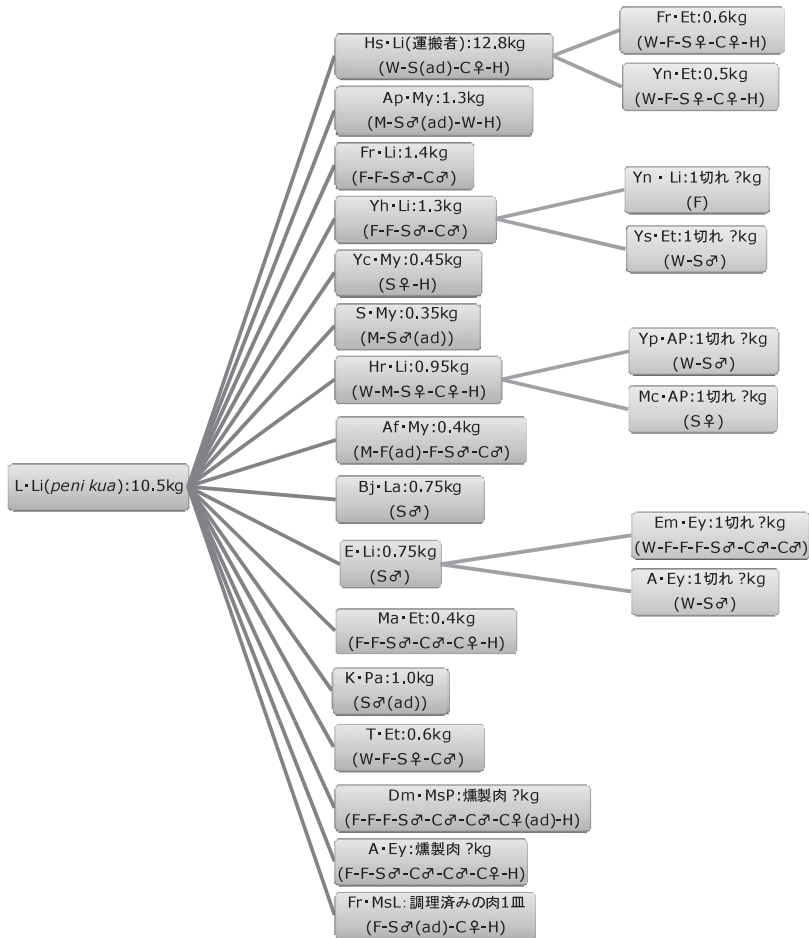 L・Li(peni kua):10.5kg
Hs・Li(運搬者):12.8kg
(W-S(ad)-C♀-H)
Fr・Et:0.6kg
(W-F-S♀-C♀-H)
Yn・Et:0.5kg
(W-F-S♀-C♀-H)
Ap・My:1.3kg
(M-S♂(ad)-W-H)
Fr・Li:1.4kg
(F-F-S♂-C♂)
Yh・Li:1.3kg
(F-F-S♂-C♂)
Yn・Li:1切れ ?kg
(F)
Ys・Et:1切れ ?kg
(W-S♂)
Yc・My:0.45kg
(S♀-H)
S・My:0.35kg
(M-S♂(ad))
Hr・Li:0.95kg
(W-M-S♀-C♀-H)
Yp・AP:1切れ ?kg
(W-S♂)
Mc・AP:1切れ ?kg
(S♀)
Af・My:0.4kg
(M-F(ad)-F-S♂-C♂)
Bj・La:0.75kg
(S♂)
E・Li:0.75kg
(S♂)
Em・Ey:1切れ ?kg
(W-F-F-F-S♂-C♂-C♂)
A・Ey:1切れ ?kg
(W-S♂)
Ma・Et:0.4kg
(F-F-S♂-C♂-C♀-H)
K・Pa:1.0kg
(S♂(ad))
T・Et:0.6kg
(W-F-S♀-C♂)
Dm・MsP:燻製肉 ?kg
(F-F-F-S♂-C♂-C♂-C♀(ad)-H)
A・Ey:燻製肉 ?kg
(F-F-S♂-C♂-C♂-C♀-H)
Fr・MsL:調理済みの肉1皿
(F-S♂(ad)-C♀-H)